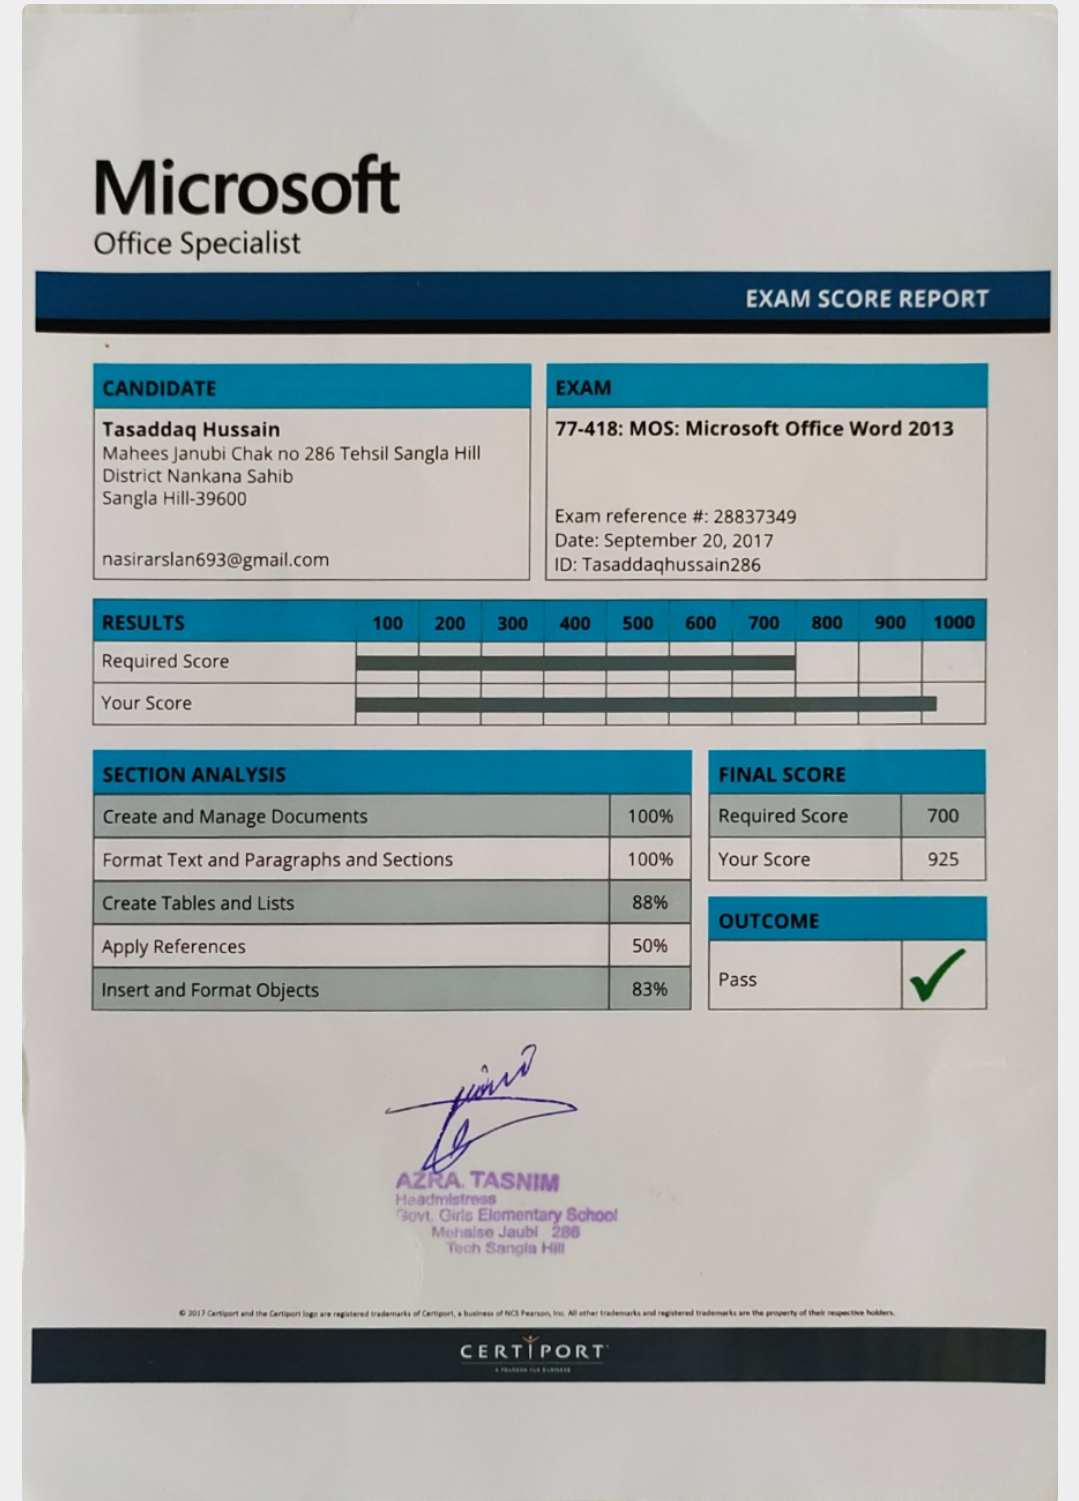 Microsoft
Office Specialist
EXAM SCORE REPORT
CANDIDATE
Tasaddaq Hussain
Mahees Janubi Chak no 286 Tehsil Sangla Hill
District Nankana Sahib
Sangla Hill-39600
nasirarslan693@gmail.com
EXAM
77-418: MOS: Microsoft Office Word 2013
Exam reference #: 28837349
Date: September 20, 2017
ID: Tasaddaqhussain286
RESULTS 100 200 300 400 500 600 700 800 900 1000
Required Score
Your Score
SECTION ANALYSIS
Create and Manage Documents 100%
Format Text and Paragraphs and Sections 100%
Create Tables and Lists 88%
Apply References 50%
Insert and Format Objects 83%
FINAL SCORE
Required Score 700
Your Score 925
OUTCOME
Pass
AZRA TASNIM
Headmistress
Govt. Girls Elementary School
286
Sangla Hill
© 2017 Certiport and the Certiport logo are registered trademarks of Certiport, a business of NCS Pearson, Inc. All other trademarks and registered trademarks are the property of their respective holders.
CERTIPORT
A PEARSON VUE BUSINESS